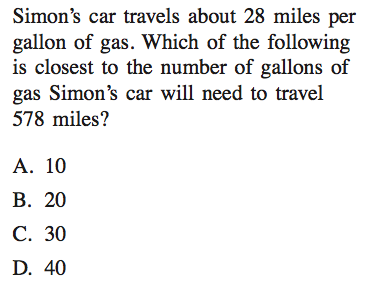 Simon’s car travels about 28 miles per
gallon of gas. Which of the following
is closest to the number of gallons of
gas Simon’s car will need to travel
578 miles?
A. 10
B. 20
C. 30
D. 40